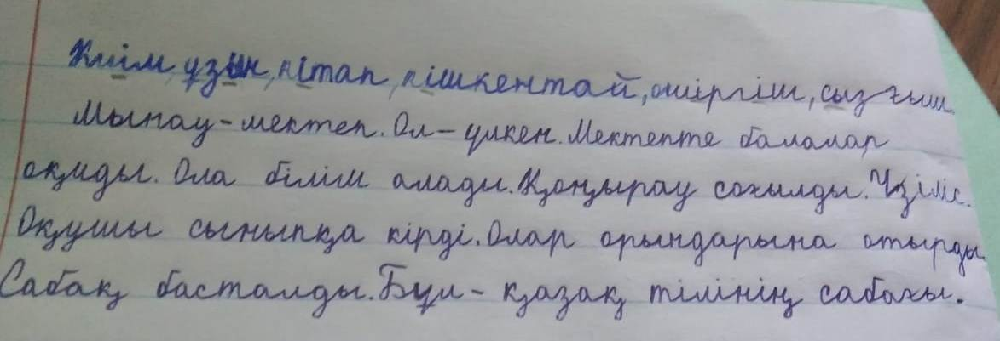 Киім, ұзын, кітап, кішкентай, өшіргіш, сызғыш
Мынау-мектеп. Ол - үлкен. Мектепте балалар
оқиды. Ола білім алады. Қоңырау соғылды. Үзіліс.
Оқушы сыныпқа кірді. Олар орындарына отырды
Сабақ басталды. Бұл - қазақ тілінің сабағы.